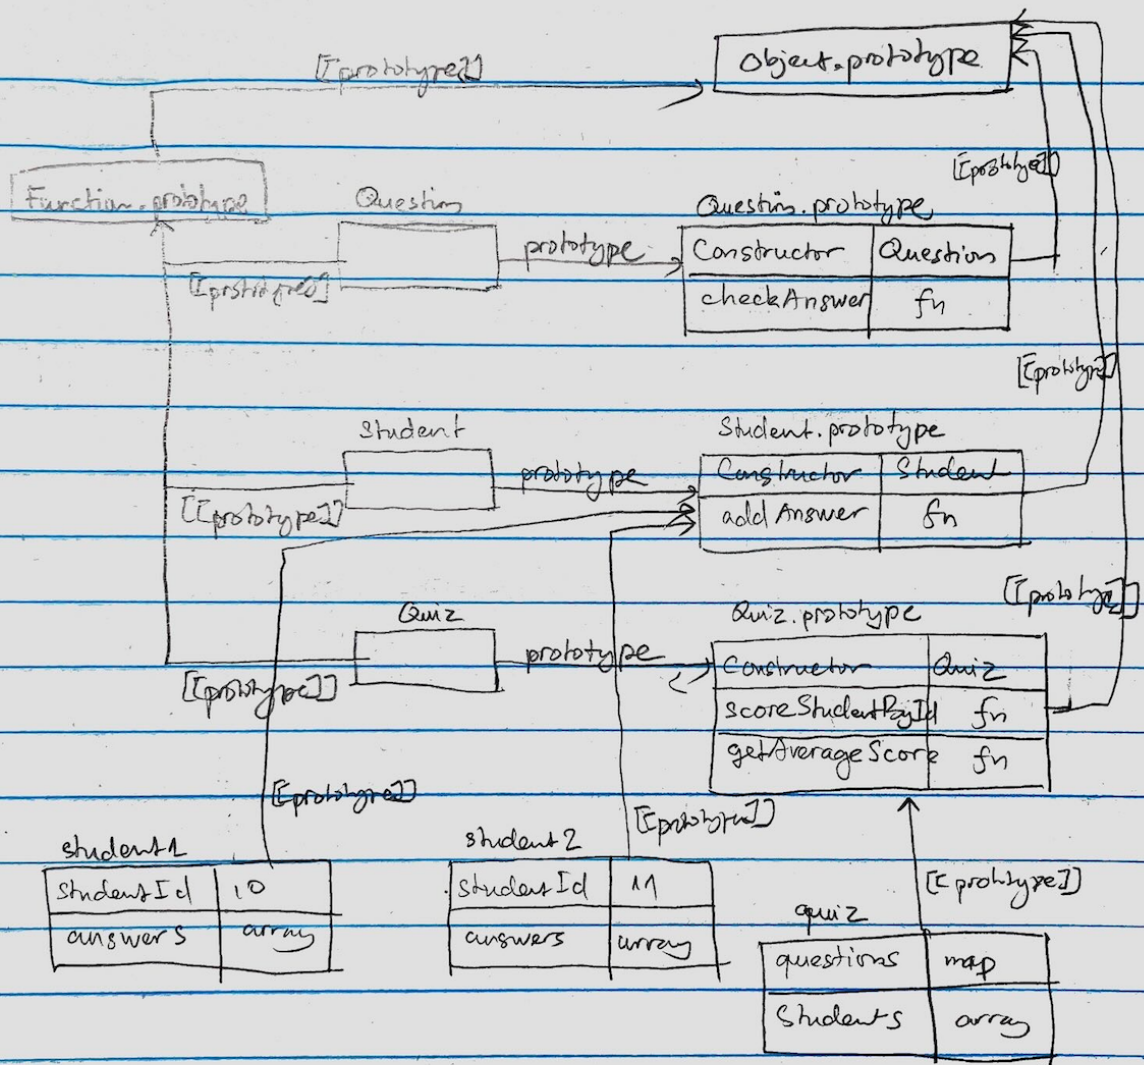 [[prototype]]
Object.prototype
[[prototype]]
Function.prototype
Question
Question.prototype
prototype
Constructor Question
[[prototype]]
checkAnswer fn
[[prototype]]
Student
Student.prototype
prototype
Constructor Student
[[prototype]]
addAnswer fn
[[prototype]]
Quiz
Quiz.prototype
prototype
Constructor Quiz
[[prototype]]
scoreStudentById fn
getAverageScore fn
[[prototype]]
[[prototype]]
student1
student2
studentId 10
studentId 11
[[prototype]]
answers array
answers array
quiz
questions map
Students array